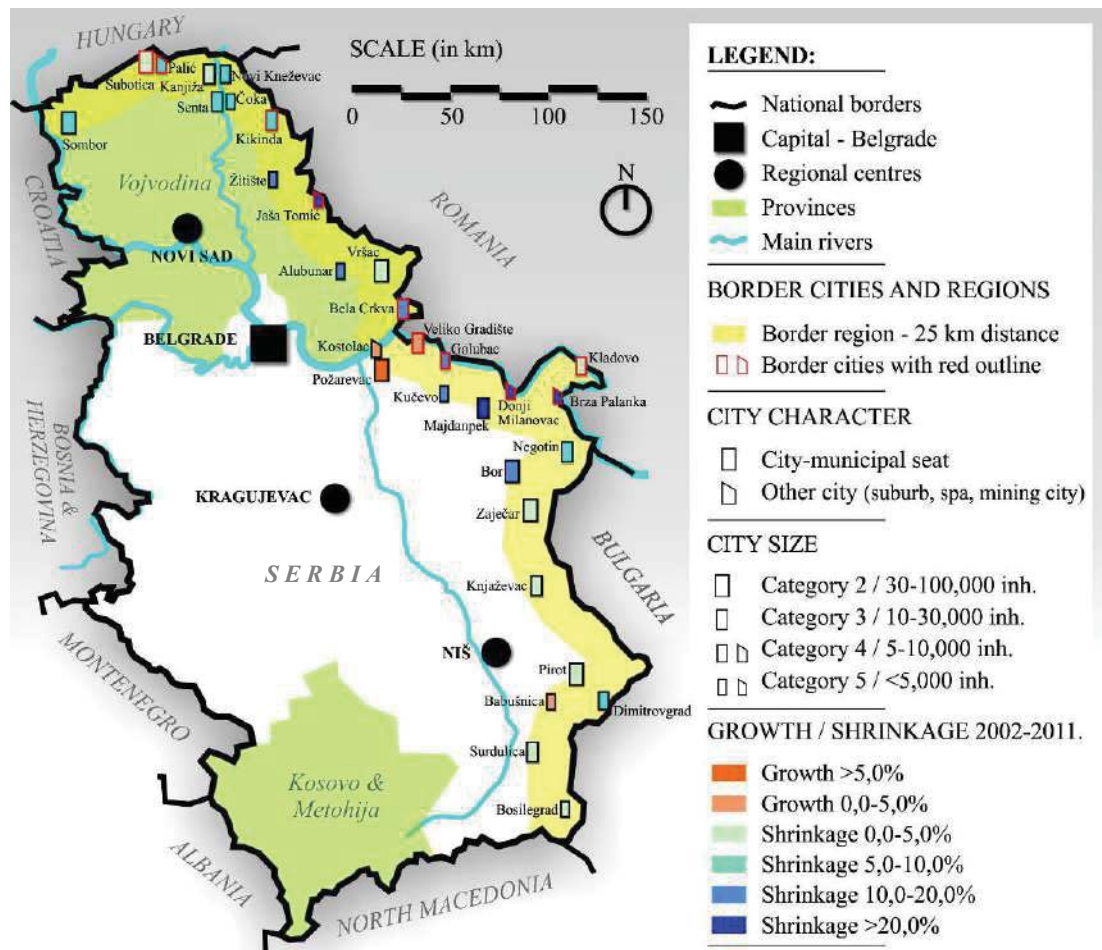 HUNGARY
SCALE (in km)
0
50
100
150
N
Subotica
Palić
Kanjiža
Novi Kneževac
Senta
Čoka
Sombor
Kikinda
CROATIA
Vojvodina
Žitište
Jaša Tomić
ROMANIA
NOVI SAD
Vršac
Alubunar
Bela Crkva
BELGRADE
Veliko Gradište
Kostolac
Golubac
Kladovo
Požarevac
Kučevo
Donji
Milanovac
Brza Palanka
Majdanpek
BOSNIA &
HERZEGOVINA
Negotin
Bor
KRAGUJEVAC
Zaječar
BULGARIA
SERBIA
Knjaževac
MONTENEGRO
NIŠ
Pirot
Babušnica
Dimitrovgrad
Surdulica
Kosovo &
Metohija
Bosilegrad
ALBANIA
NORTH MACEDONIA
LEGEND:
National borders
Capital - Belgrade
Regional centres
Provinces
Main rivers
BORDER CITIES AND REGIONS
Border region - 25 km distance
Border cities with red outline
CITY CHARACTER
City-municipal seat
Other city (suburb, spa, mining city)
CITY SIZE
Category 2 / 30-100,000 inh.
Category 3 / 10-30,000 inh.
Category 4 / 5-10,000 inh.
Category 5 / <5,000 inh.
GROWTH / SHRINKAGE 2002-2011.
Growth >5,0%
Growth 0,0-5,0%
Shrinkage 0,0-5,0%
Shrinkage 5,0-10,0%
Shrinkage 10,0-20,0%
Shrinkage >20,0%